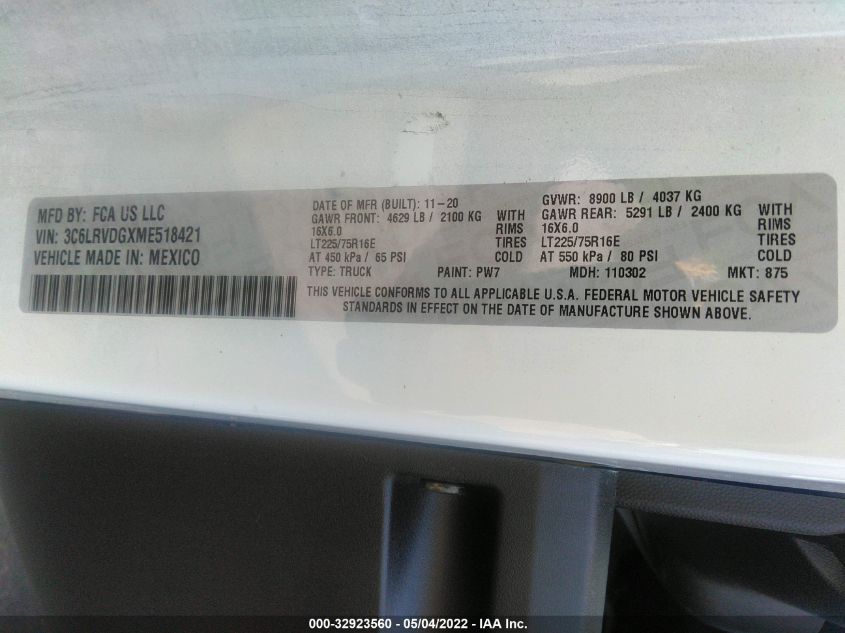 MFD BY: FCA US LLC
VIN: 3C6LRVDGXME518421
VEHICLE MADE IN: MEXICO
DATE OF MFR (BUILT): 11-20
GVWR: 8900 LB / 4037 KG
GAWR FRONT: 4629 LB / 2100 KG WITH
GAWR REAR: 5291 LB / 2400 KG WITH
16X6.0 RIMS
16X6.0 RIMS
LT225/75R16E TIRES
LT225/75R16E TIRES
AT 450 kPa / 65 PSI COLD
AT 550 kPa / 80 PSI COLD
TYPE: TRUCK PAINT: PW7 MDH: 110302 MKT: 875
THIS VEHICLE CONFORMS TO ALL APPLICABLE U.S.A. FEDERAL MOTOR VEHICLE SAFETY
STANDARDS IN EFFECT ON THE DATE OF MANUFACTURE SHOWN ABOVE.
000-32923560 - 05/04/2022 - IAA Inc.